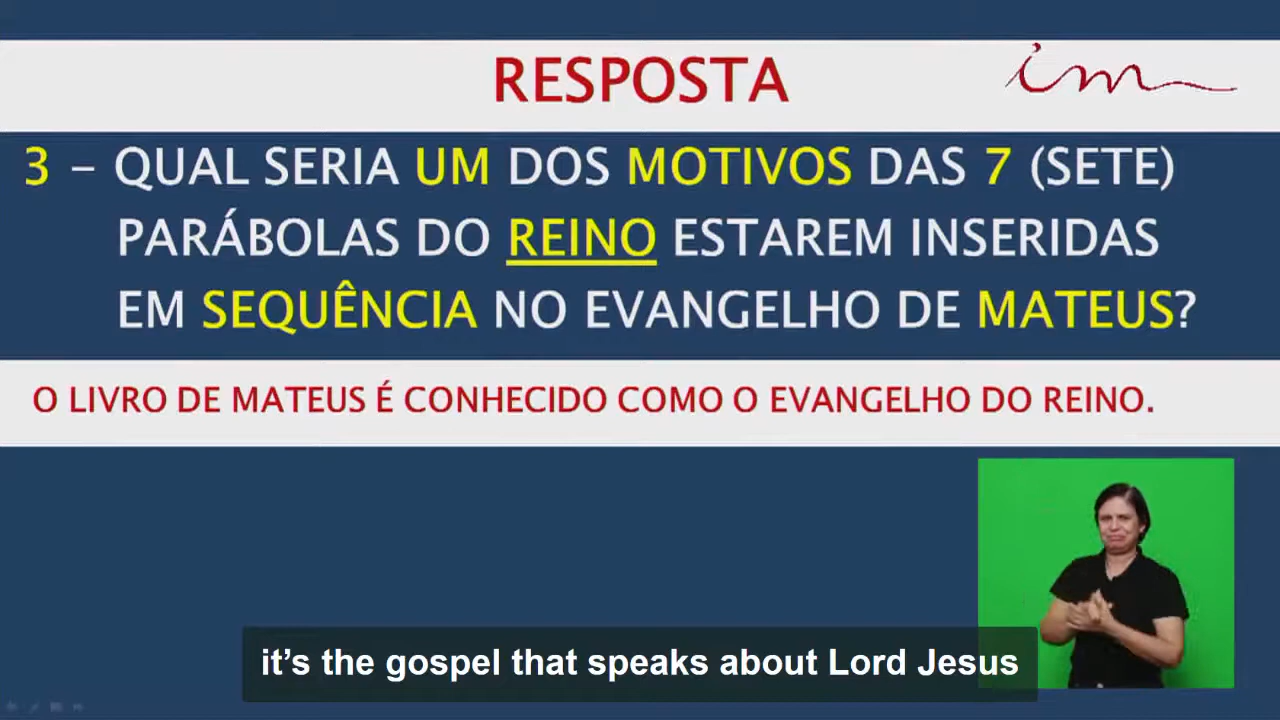 RESPOSTA
im
3 – QUAL SERIA UM DOS MOTIVOS DAS 7 (SETE)
PARÁBOLAS DO REINO ESTAREM INSERIDAS
EM SEQUÊNCIA NO EVANGELHO DE MATEUS?
O LIVRO DE MATEUS É CONHECIDO COMO O EVANGELHO DO REINO.
it’s the gospel that speaks about Lord Jesus